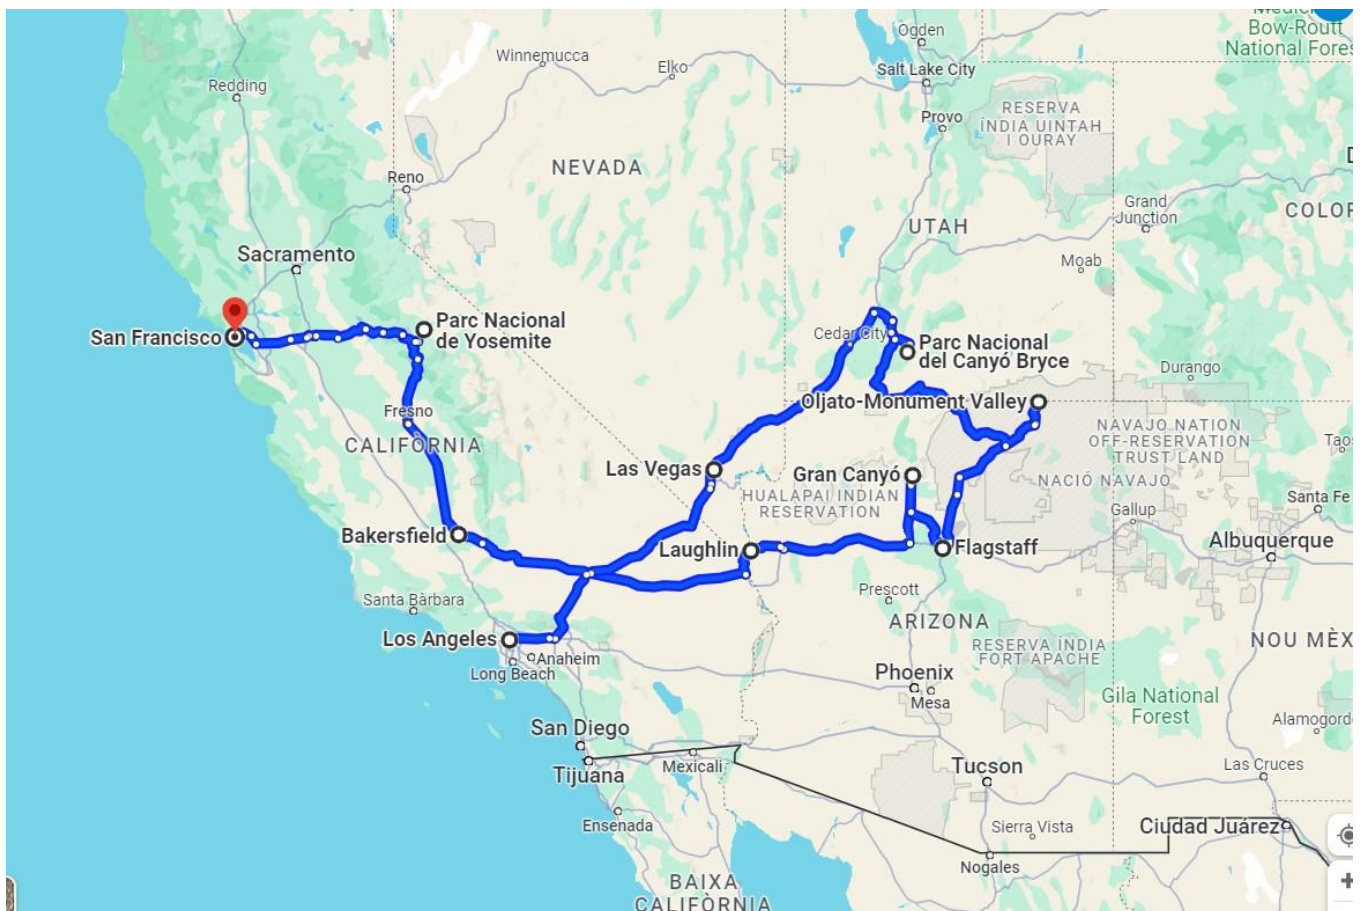 Medicine
Bow-Routt
National Fores
Ogden
Winnemucca
Elko
Salt Lake City
Redding
RESERVA
ÍNDIA UINTAH
I OURAY
Provo
NEVADA
Reno
Grand
Junction
COLOR
UTAH
Sacramento
Moab
San Francisco
Parc Nacional
de Yosemite
Cedar City
Parc Nacional
del Canyó Bryce
Durango
Oljato-Monument Valley
Fresno
CALIFÒRNIA
NAVAJO NATION
OFF-RESERVATION
TRUST LAND
Taos
Las Vegas
Gran Canyó
NACIÓ NAVAJO
HUALAPAI INDIAN
RESERVATION
Santa Fe
Gallup
Bakersfield
Laughlin
Flagstaff
Albuquerque
Santa Bàrbara
Prescott
ARIZONA
Los Angeles
Anaheim
Long Beach
RESERVA ÍNDIA
FORT APACHE
NOU MÈX
Phoenix
Mesa
Gila National
Forest
San Diego
Alamogordo
Tijuana
Mexicali
Tucson
Las Cruces
Ensenada
Sierra Vista
Ciudad Juárez
Nogales
BAIXA
CALIFÒRNIA